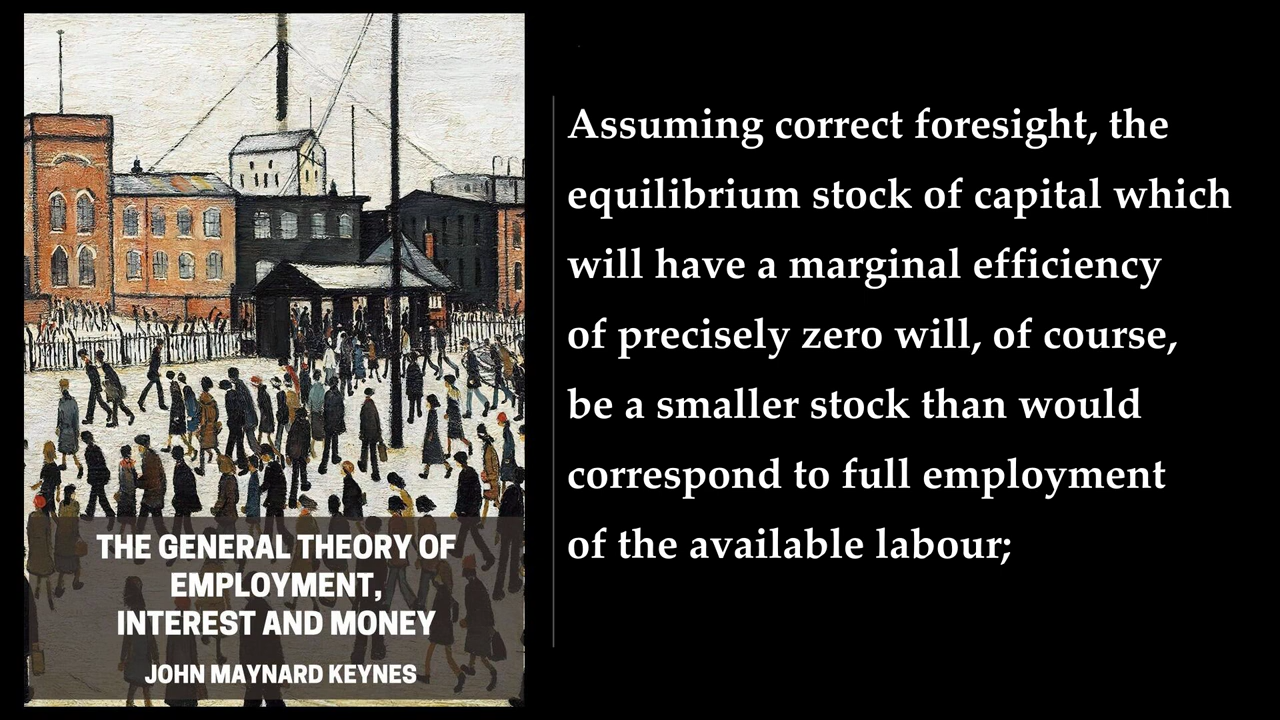 Assuming correct foresight, the
equilibrium stock of capital which
will have a marginal efficiency
of precisely zero will, of course,
be a smaller stock than would
correspond to full employment
of the available labour;
THE GENERAL THEORY OF
EMPLOYMENT,
INTEREST AND MONEY
JOHN MAYNARD KEYNES